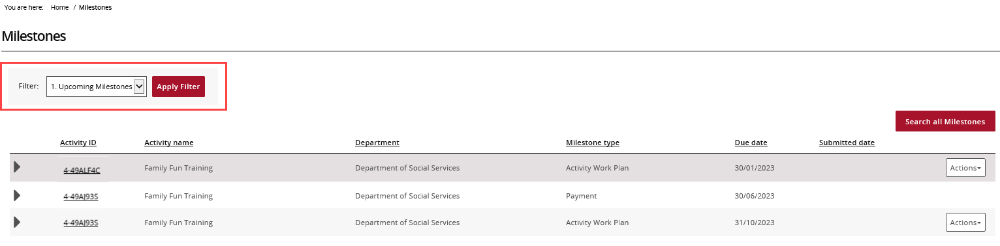 You are here: Home / Milestones
Milestones
Filter: 1. Upcoming Milestones Apply Filter
Search all Milestones
Activity ID Activity name Department Milestone type Due date Submitted date
4-49ALF4C Family Fun Training Department of Social Services Activity Work Plan 30/01/2023 Actions
4-49AJ93S Family Fun Training Department of Social Services Payment 30/06/2023
4-49AJ93S Family Fun Training Department of Social Services Activity Work Plan 31/10/2023 Actions